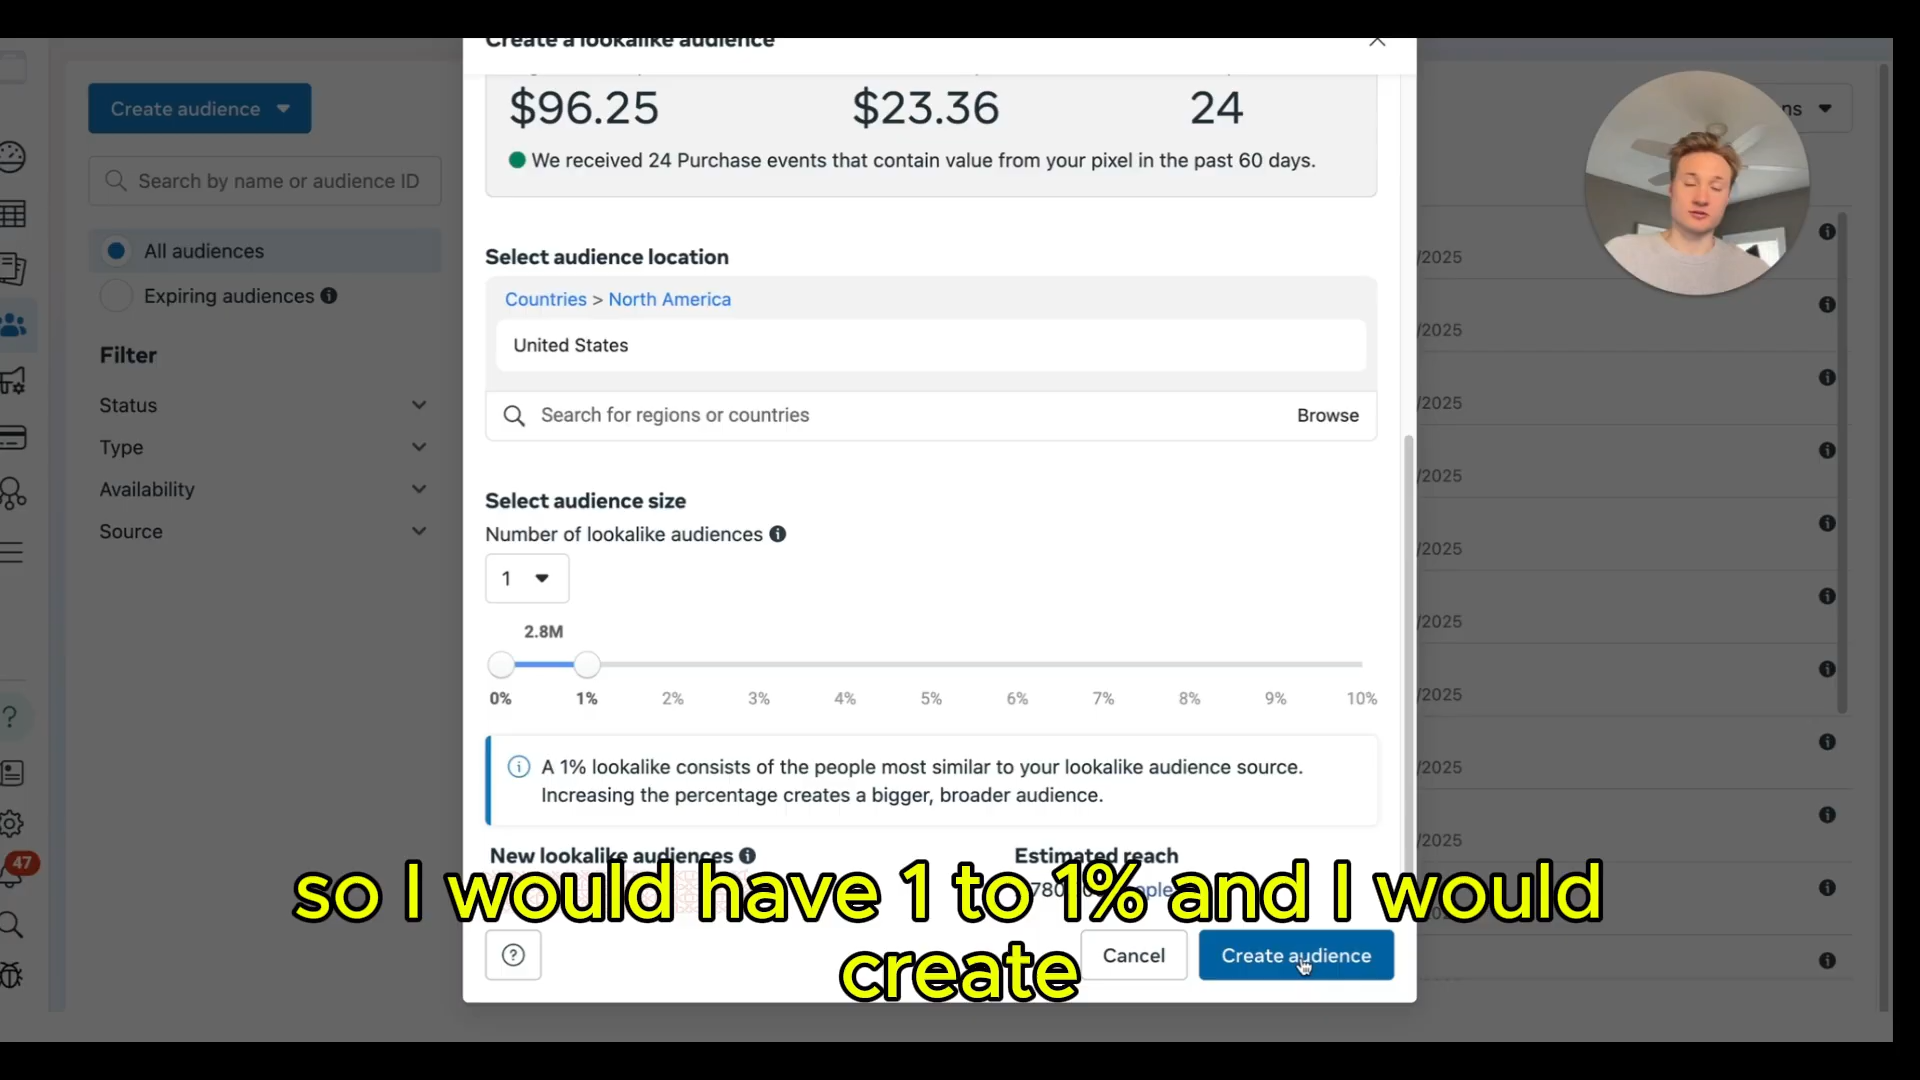 Create a lookalike audience
Create audience
Search by name or audience ID
All audiences
Expiring audiences
Filter
Status
Type
Availability
Source
47
$96.25 $23.36 24
We received 24 Purchase events that contain value from your pixel in the past 60 days.
Select audience location
Countries > North America
United States
Search for regions or countries Browse
Select audience size
Number of lookalike audiences
1
2.8M
0% 1% 2% 3% 4% 5% 6% 7% 8% 9% 10%
A 1% lookalike consists of the people most similar to your lookalike audience source.
Increasing the percentage creates a bigger, broader audience.
New lookalike audiences Estimated reach
so I would have 1 to 1% and I would
create
Cancel Create audience
/2025
/2025
/2025
/2025
/2025
/2025
/2025
/2025
/2025